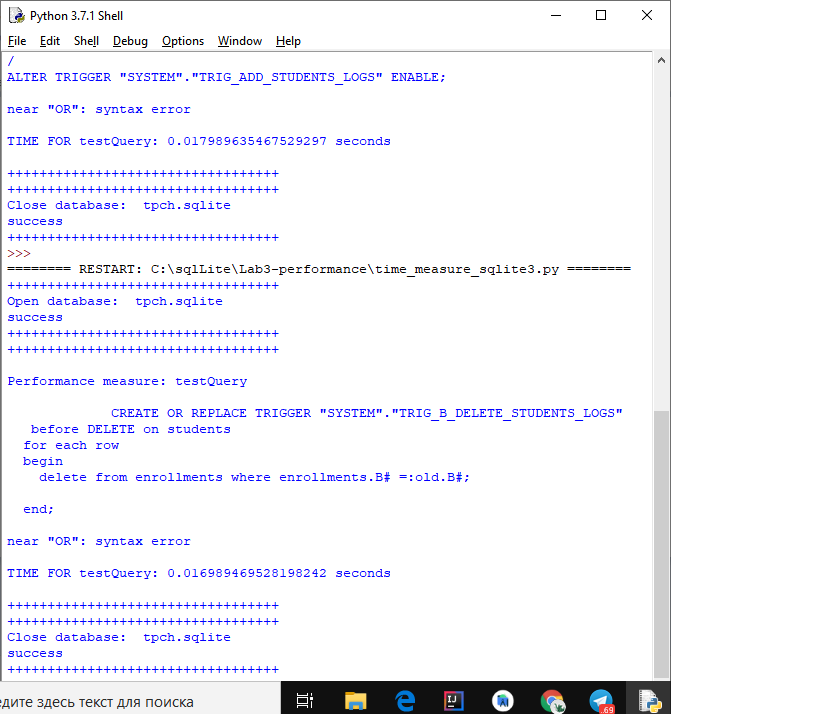 Python 3.7.1 Shell
File Edit Shell Debug Options Window Help
/
ALTER TRIGGER "SYSTEM"."TRIG_ADD_STUDENTS_LOGS" ENABLE;
near "OR": syntax error
TIME FOR testQuery: 0.017989635467529297 seconds
++++++++++++++++++++++++++++++++++
++++++++++++++++++++++++++++++++++
Close database:  tpch.sqlite
success
++++++++++++++++++++++++++++++++++
>>>
======== RESTART: C:\sqlLite\Lab3-performance\time_measure_sqlite3.py ========
++++++++++++++++++++++++++++++++++
Open database:  tpch.sqlite
success
++++++++++++++++++++++++++++++++++
++++++++++++++++++++++++++++++++++
Performance measure: testQuery
CREATE OR REPLACE TRIGGER "SYSTEM"."TRIG_B_DELETE_STUDENTS_LOGS"
before DELETE on students
for each row
begin
delete from enrollments where enrollments.B# =:old.B#;
end;
near "OR": syntax error
TIME FOR testQuery: 0.016989469528198242 seconds
++++++++++++++++++++++++++++++++++
++++++++++++++++++++++++++++++++++
Close database:  tpch.sqlite
success
++++++++++++++++++++++++++++++++++
едите здесь текст для поиска
IJ
.69